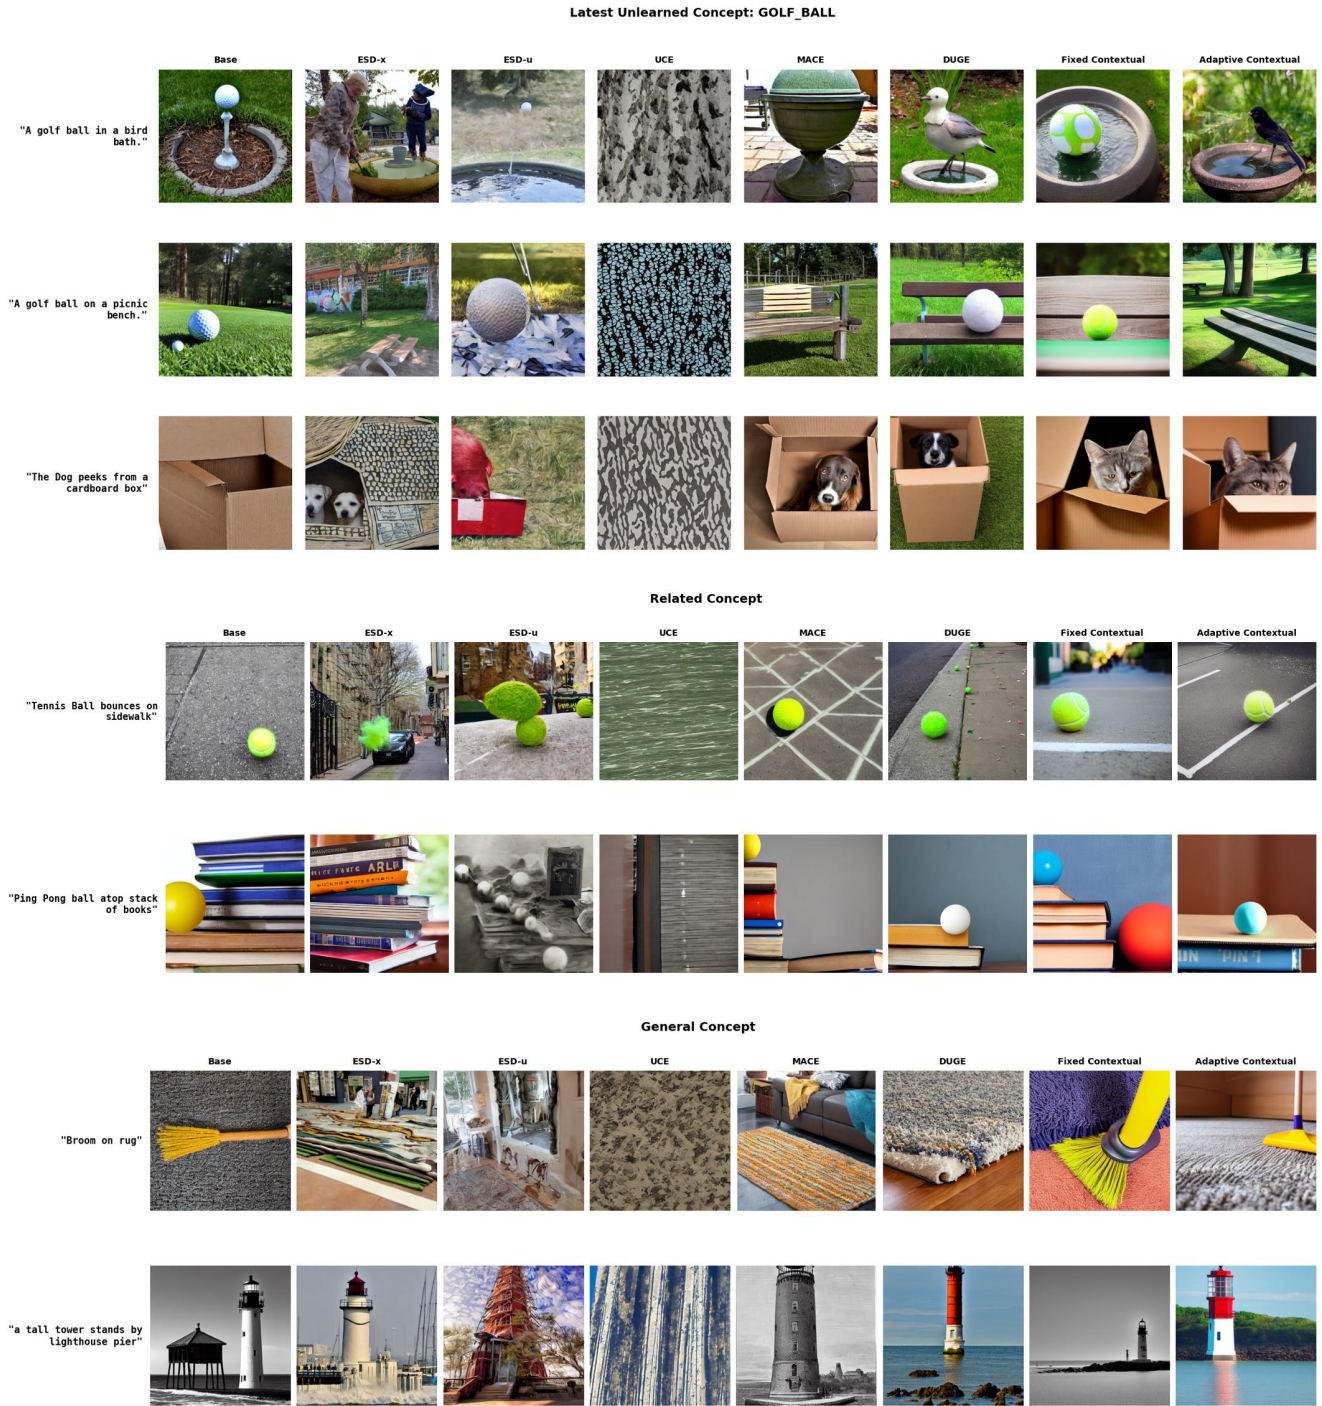 Latest Unlearned Concept: GOLF_BALL
Base ESD-x ESD-u UCE MACE DUGE Fixed Contextual Adaptive Contextual
"A golf ball in a bird
bath."
"A golf ball on a picnic
bench."
"The Dog peeks from a
cardboard box"
Related Concept
Base ESD-x ESD-u UCE MACE DUGE Fixed Contextual Adaptive Contextual
"Tennis Ball bounces on
sidewalk"
"Ping Pong ball atop stack
of books"
General Concept
Base ESD-x ESD-u UCE MACE DUGE Fixed Contextual Adaptive Contextual
"Broom on rug"
"a tall tower stands by
lighthouse pier"